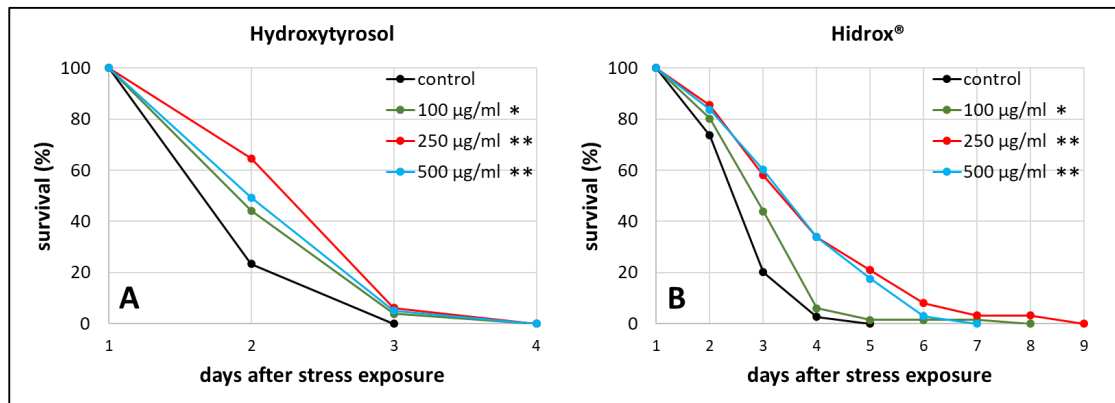 Hydroxytyrosol
survival (%)
100
80
60
40
20
0
control
100 µg/ml *
250 µg/ml **
500 µg/ml **
A
1 2 3 4
days after stress exposure
Hidrox®
survival (%)
100
80
60
40
20
0
control
100 µg/ml *
250 µg/ml **
500 µg/ml **
B
1 2 3 4 5 6 7 8 9
days after stress exposure